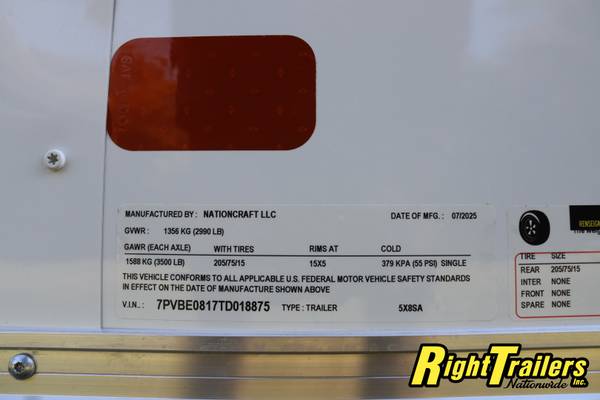 MANUFACTURED BY : NATIONCRAFT LLC DATE OF MFG. : 07/2025
GVWR : 1356 KG (2990 LB)
GAWR (EACH AXLE) WITH TIRES RIMS AT COLD
1588 KG (3500 LB) 205/75/15 15X5 379 KPA (55 PSI) SINGLE
THIS VEHICLE CONFORMS TO ALL APPLICABLE U.S. FEDERAL MOTOR VEHICLE SAFETY STANDARDS
IN EFFECT ON THE DATE OF MANUFACTURE SHOWN ABOVE
V.I.N. : 7PVBE0817TD018875 TYPE : TRAILER 5X8SA
TIRE SIZE
REAR 205/75/15
INTER NONE
FOUR NONE
SPARE NONE
RIGHTTRAILERS
Nationwide Inc.